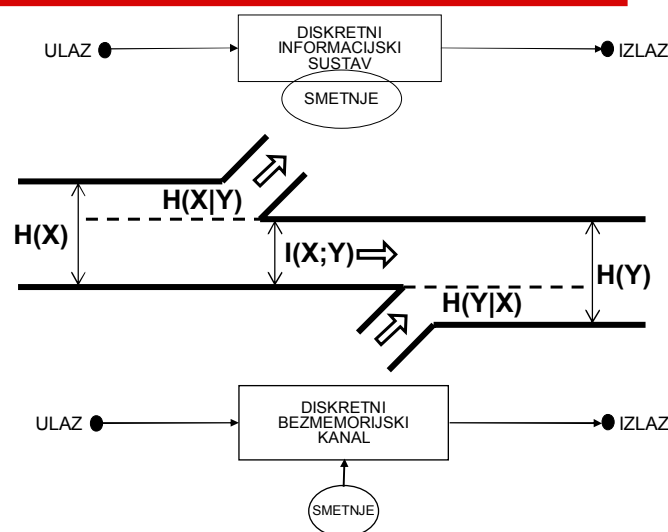 ULAZ
DISKRETNI
INFORMACIJSKI
SUSTAV
IZLAZ
SMETNJE
H(X|Y)
H(X)
I(X;Y)
H(Y)
H(Y|X)
ULAZ
DISKRETNI
BEZMEMORIJSKI
KANAL
IZLAZ
SMETNJE